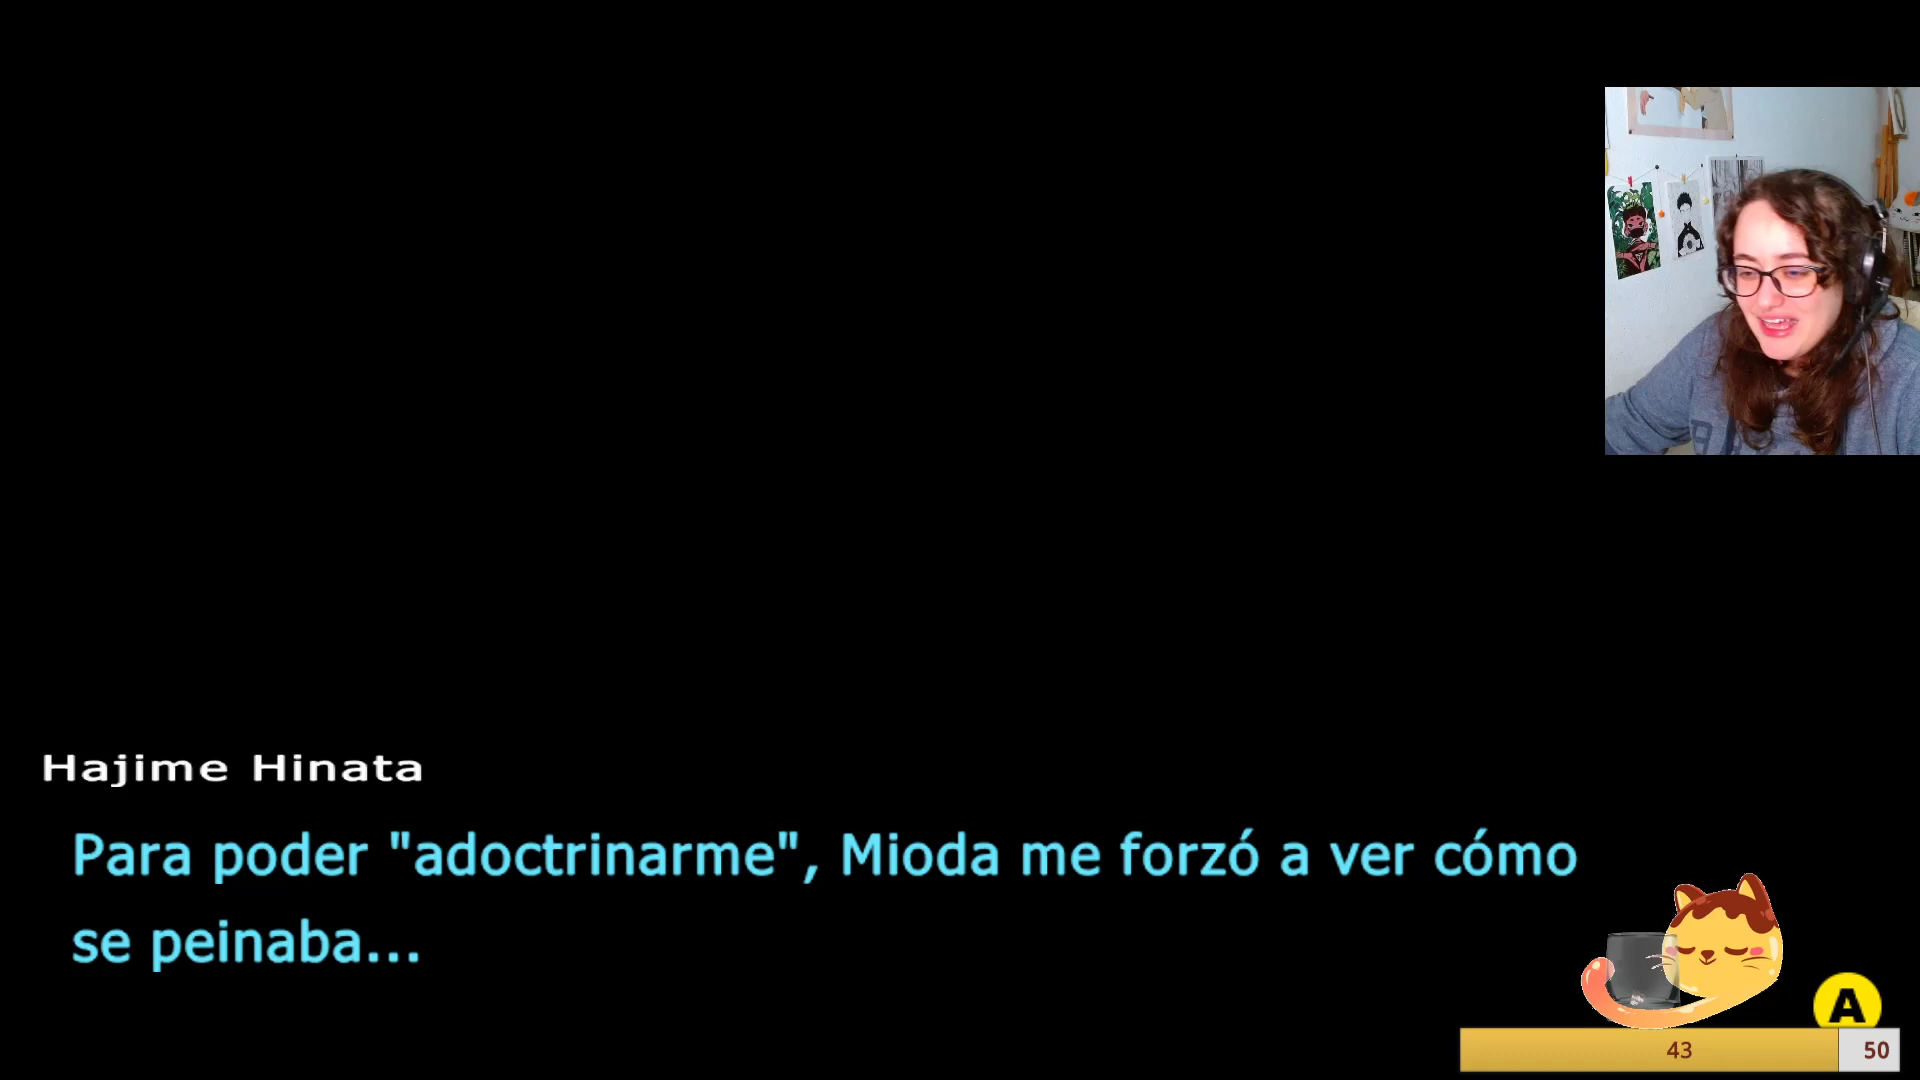 Hajime Hinata
Para poder "adoctrinarme", Mioda me forzó a ver cómo
se peinaba...
A
43
50